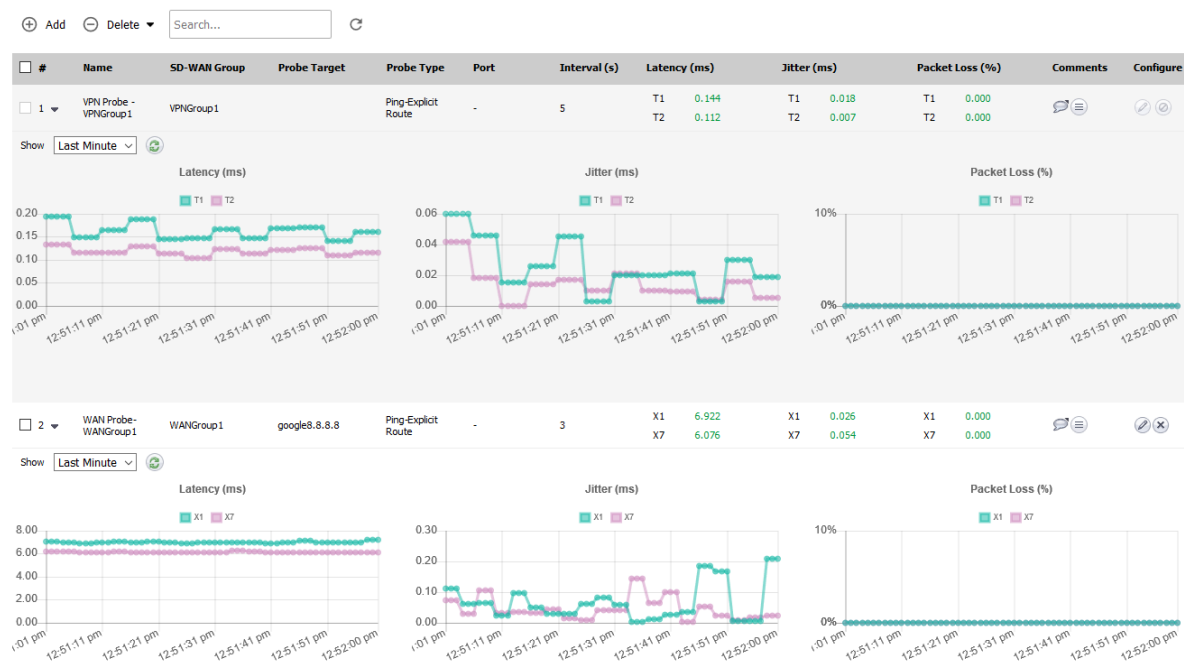 Add Delete Search...
# Name SD-WAN Group Probe Target Probe Type Port Interval (s) Latency (ms) Jitter (ms) Packet Loss (%) Comments Configure
1 VPN Probe - VPNGroup1 VPNGroup1 Ping-Explicit Route - 5 T1 0.144 T1 0.018 T1 0.000
T2 0.112 T2 0.007 T2 0.000
Show Last Minute
Latency (ms) Jitter (ms) Packet Loss (%)
T1 T2 T1 T2 T1 T2
0.20 0.06 10%
0.15 0.04
0.10 0.02
0.05
0.00 0.00 0%
:01 pm 12:51:11 pm 12:51:21 pm 12:51:31 pm 12:51:41 pm 12:51:51 pm 12:52:00 pm :01 pm 12:51:11 pm 12:51:21 pm 12:51:31 pm 12:51:41 pm 12:51:51 pm 12:52:00 pm :01 pm 12:51:11 pm 12:51:21 pm 12:51:31 pm 12:51:41 pm 12:51:51 pm 12:52:00 pm
2 WAN Probe- WANGroup1 WANGroup1 google8.8.8.8 Ping-Explicit Route - 3 X1 6.922 X1 0.026 X1 0.000
X7 6.076 X7 0.054 X7 0.000
Show Last Minute
Latency (ms) Jitter (ms) Packet Loss (%)
X1 X7 X1 X7 X1 X7
8.00 0.30 10%
6.00 0.20
4.00 0.10
2.00
0.00 0.00 0%
:01 pm 12:51:11 pm 12:51:21 pm 12:51:31 pm 12:51:41 pm 12:51:51 pm 12:52:00 pm :01 pm 12:51:11 pm 12:51:21 pm 12:51:31 pm 12:51:41 pm 12:51:51 pm 12:52:00 pm :01 pm 12:51:11 pm 12:51:21 pm 12:51:31 pm 12:51:41 pm 12:51:51 pm 12:52:00 pm